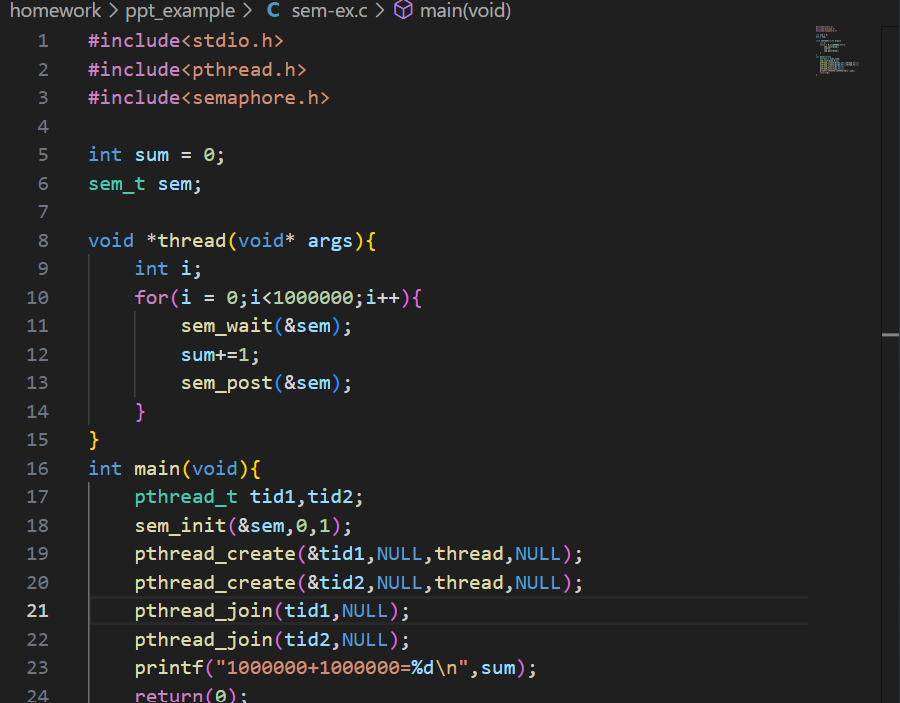 homework > ppt_example > C sem-ex.c > main(void)
1 #include<stdio.h>
2 #include<pthread.h>
3 #include<semaphore.h>
4
5 int sum = 0;
6 sem_t sem;
7
8 void *thread(void* args){
9     int i;
10     for(i = 0;i<1000000;i++){
11         sem_wait(&sem);
12         sum+=1;
13         sem_post(&sem);
14     }
15 }
16 int main(void){
17     pthread_t tid1,tid2;
18     sem_init(&sem,0,1);
19     pthread_create(&tid1,NULL,thread,NULL);
20     pthread_create(&tid2,NULL,thread,NULL);
21     pthread_join(tid1,NULL);
22     pthread_join(tid2,NULL);
23     printf("1000000+1000000=%d\n",sum);
24     return(0);